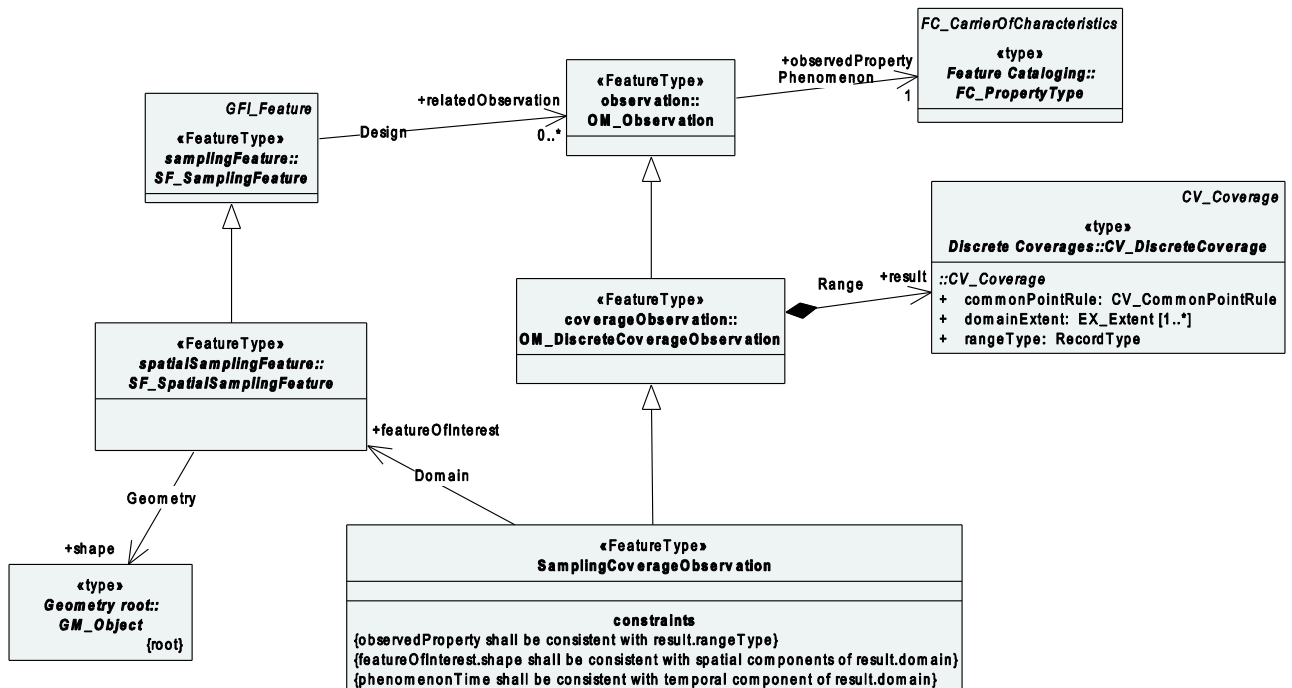 FC_CarrierOfCharacteristics
«type»
Feature Cataloging::
FC_PropertyType
+observedProperty
Phenomenon
1
«FeatureType»
observation::
OM_Observation
+relatedObservation
Design
0..*
GFI_Feature
«FeatureType»
samplingFeature::
SF_SamplingFeature
CV_Coverage
«type»
Discrete Coverages::CV_DiscreteCoverage
::CV_Coverage
+ commonPointRule: CV_CommonPointRule
+ domainExtent: EX_Extent [1..*]
+ rangeType: RecordType
Range
+result
«FeatureType»
coverageObservation::
OM_DiscreteCoverageObservation
«FeatureType»
spatialSamplingFeature::
SF_SpatialSamplingFeature
+featureOfInterest
Domain
Geometry
+shape
«type»
Geometry root::
GM_Object
{root}
«FeatureType»
SamplingCoverageObservation
constraints
{observedProperty shall be consistent with result.rangeType}
{featureOfInterest.shape shall be consistent with spatial components of result.domain}
{phenomenonTime shall be consistent with temporal component of result.domain}